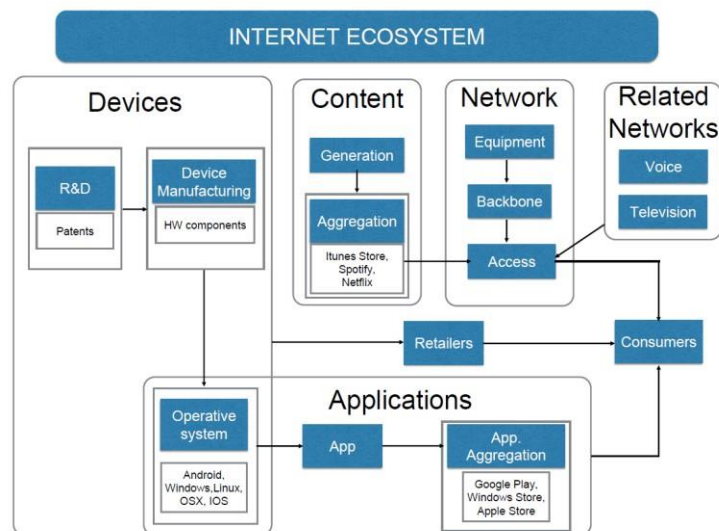 INTERNET ECOSYSTEM
Devices
R&D
Patents
Device
Manufacturing
HW components
Content
Generation
Aggregation
Itunes Store,
Spotify,
Netflix
Network
Equipment
Backbone
Access
Related
Networks
Voice
Television
Retailers
Consumers
Applications
Operative
system
Android,
Windows,Linux,
OSX, IOS
App
App.
Aggregation
Google Play,
Windows Store,
Apple Store